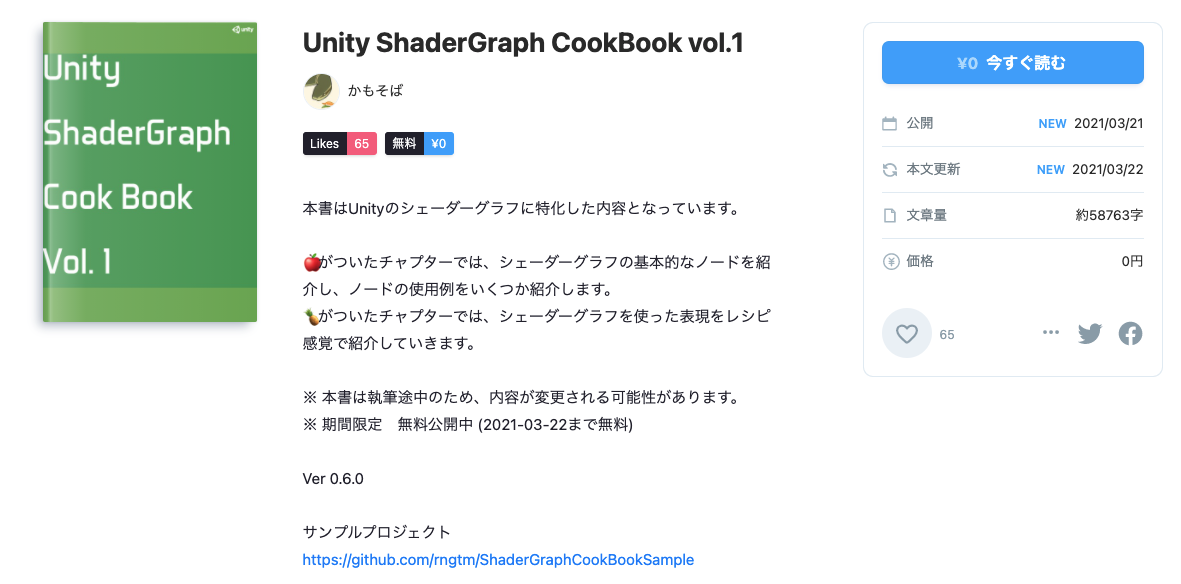 unity
Unity
ShaderGraph
Cook Book
Vol. 1
Unity ShaderGraph CookBook vol.1
かもそば
Likes 65 無料 ¥0
本書はUnityのシェーダーグラフに特化した内容となっています。
🍎がついたチャプターでは、シェーダーグラフの基本的なノードを紹
介し、ノードの使用例をいくつか紹介します。
🍍がついたチャプターでは、シェーダーグラフを使った表現をレシピ
感覚で紹介していきます。
※ 本書は執筆途中のため、内容が変更される可能性があります。
※ 期間限定　無料公開中 (2021-03-22まで無料)
Ver 0.6.0
サンプルプロジェクト
https://github.com/rngtm/ShaderGraphCookBookSample
¥0 今すぐ読む
公開 NEW 2021/03/21
本文更新 NEW 2021/03/22
文章量 約58763字
価格 0円
65